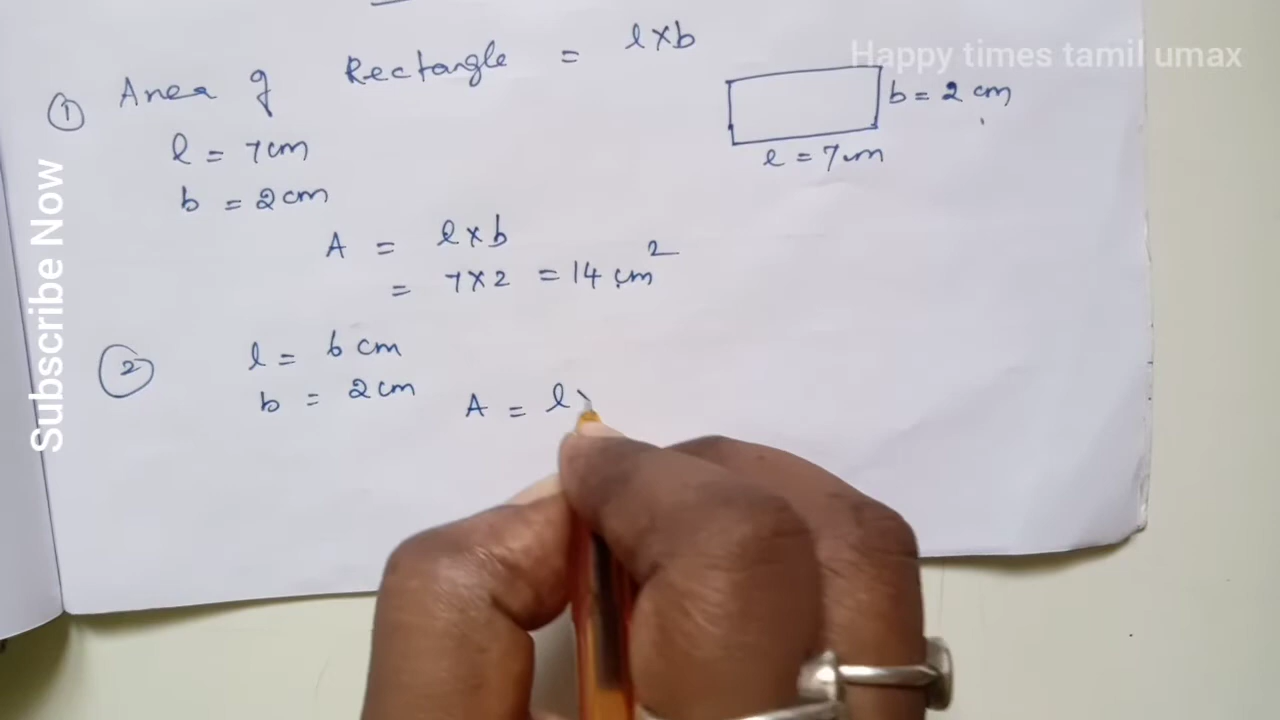 Happy times tamil umax
Subscribe Now
① Area of Rectangle = l×b
b = 2 cm
l = 7cm
l = 7cm
b = 2cm
A = l×b
= 7×2 = 14 cm²
② l = 6 cm
b = 2cm
A = l×